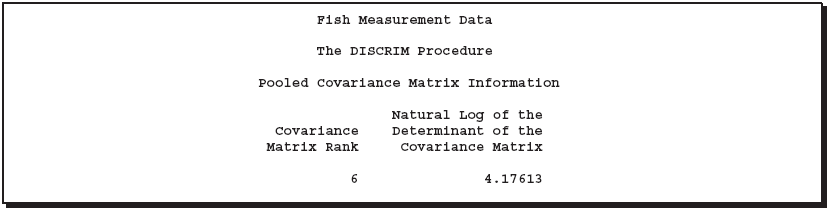 Fish Measurement Data
The DISCRIM Procedure
Pooled Covariance Matrix Information
Natural Log of the
Covariance Determinant of the
Matrix Rank Covariance Matrix
6 4.17613